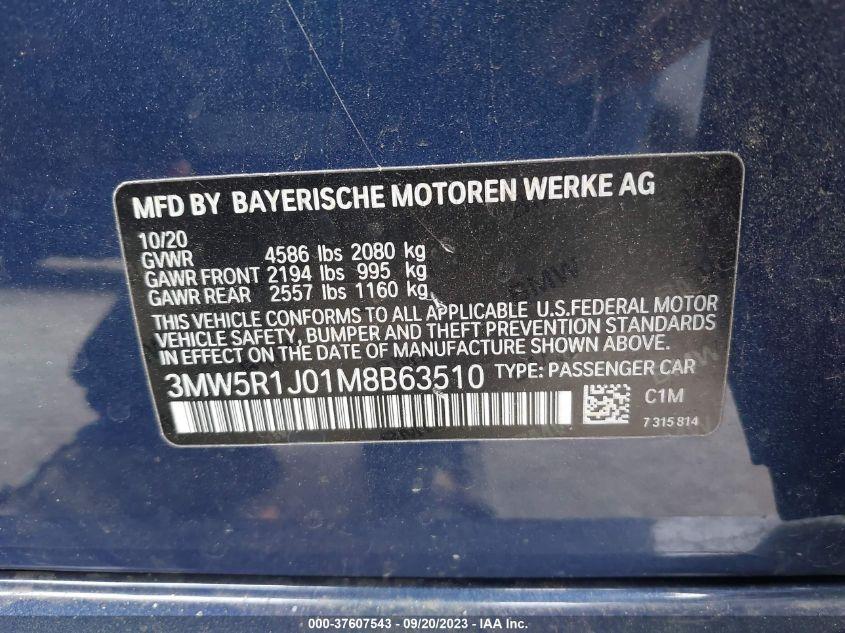 MFD BY BAYERISCHE MOTOREN WERKE AG
10/20
GVWR 4586 lbs 2080 kg
GAWR FRONT 2194 lbs 995 kg
GAWR REAR 2557 lbs 1160 kg
THIS VEHICLE CONFORMS TO ALL APPLICABLE U.S.FEDERAL MOTOR
VEHICLE SAFETY, BUMPER AND THEFT PREVENTION STANDARDS
IN EFFECT ON THE DATE OF MANUFACTURE SHOWN ABOVE.
3MW5R1J01M8B63510 TYPE: PASSENGER CAR
C1M
7 315 814
000-37607543 - 09/20/2023 - IAA Inc.